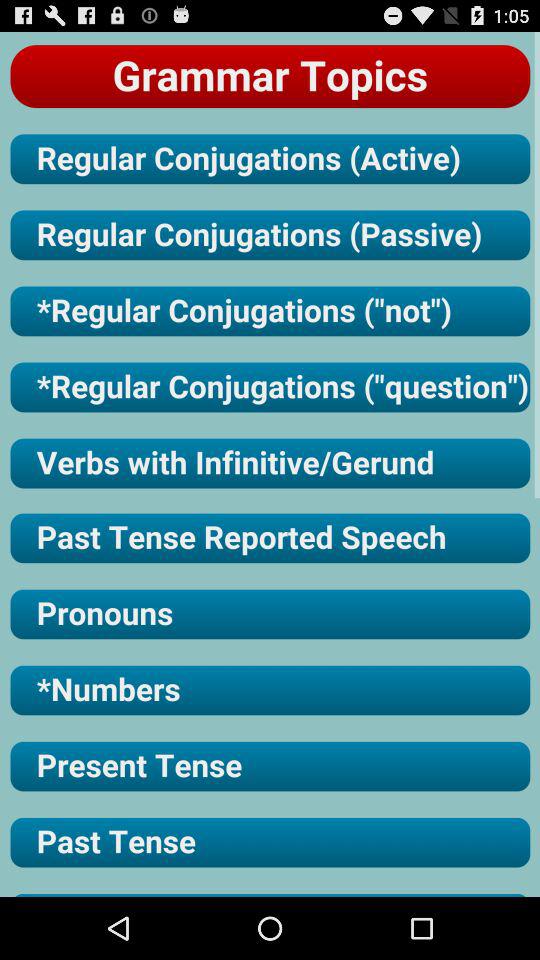 1:05
Grammar Topics
Regular Conjugations (Active)
Regular Conjugations (Passive)
*Regular Conjugations ("not")
*Regular Conjugations ("question")
Verbs with Infinitive/Gerund
Past Tense Reported Speech
Pronouns
*Numbers
Present Tense
Past Tense